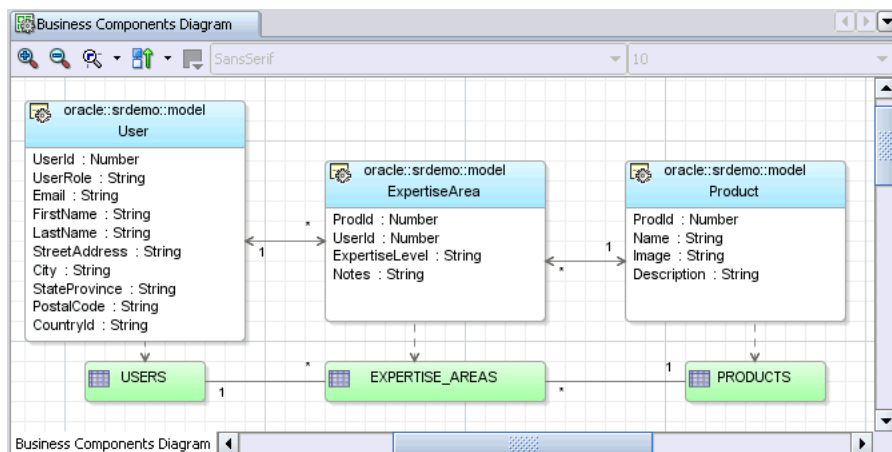 Business Components Diagram
SansSerif
10
oracle::srdemo::model
User
UserId : Number
UserRole : String
Email : String
FirstName : String
LastName : String
StreetAddress : String
City : String
StateProvince : String
PostalCode : String
CountryId : String
oracle::srdemo::model
ExpertiseArea
ProdId : Number
UserId : Number
ExpertiseLevel : String
Notes : String
oracle::srdemo::model
Product
ProdId : Number
Name : String
Image : String
Description : String
*
1
1
*
USERS
EXPERTISE_AREAS
PRODUCTS
*
1
1
*
Business Components Diagram